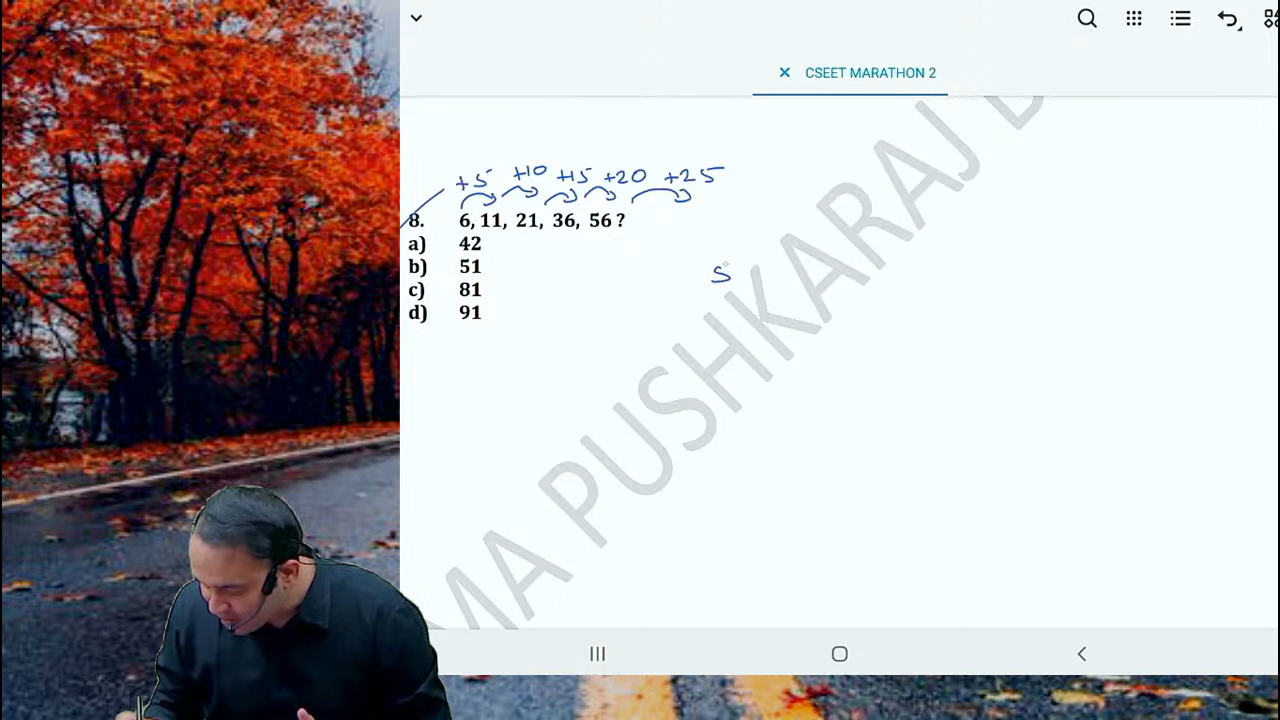 ✕ CSEET MARATHON 2
+5 +10 +15 +20 +25
8. 6, 11, 21, 36, 56 ?
a) 42
b) 51
c) 81
d) 91
5
MA PUSHKARAJ